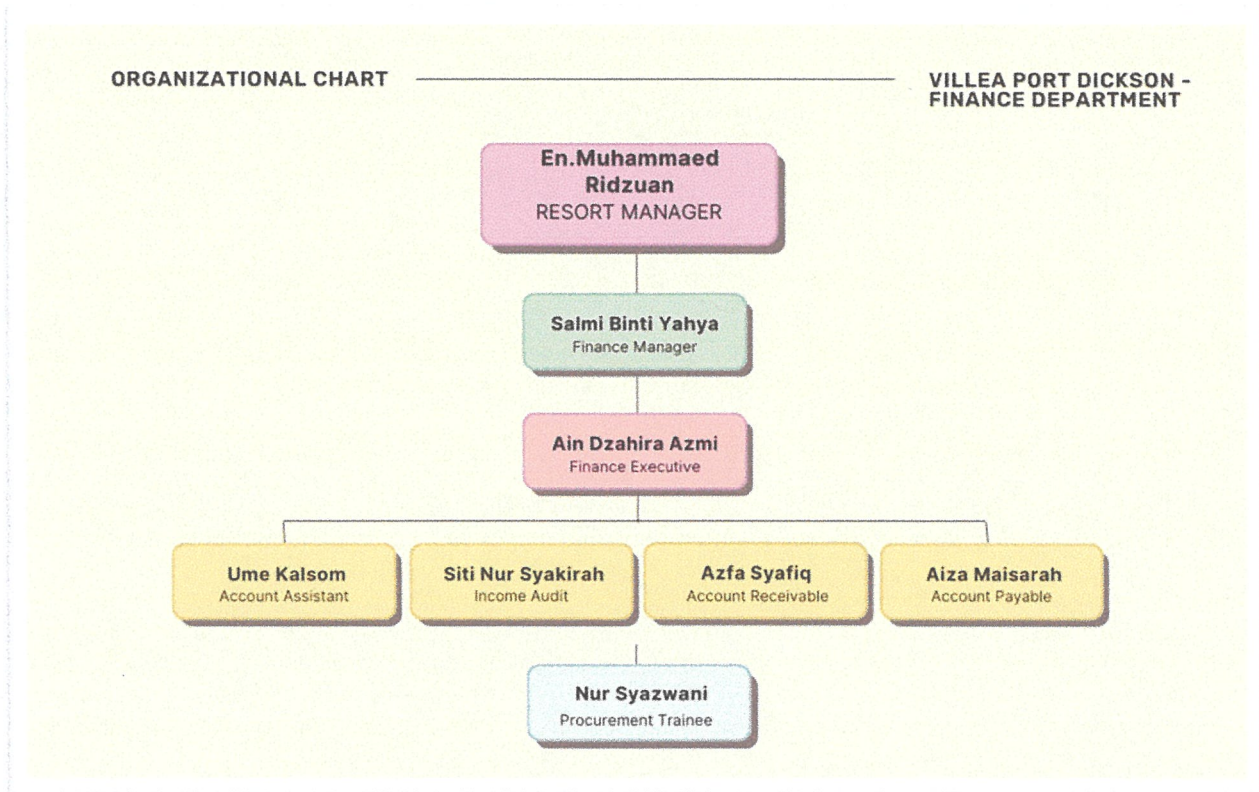 ORGANIZATIONAL CHART
VILLEA PORT DICKSON -
FINANCE DEPARTMENT
En.Muhammaed
Ridzuan
RESORT MANAGER
Salmi Binti Yahya
Finance Manager
Ain Dzahira Azmi
Finance Executive
Ume Kalsom
Account Assistant
Siti Nur Syakirah
Income Audit
Azfa Syafiq
Account Receivable
Aiza Maisarah
Account Payable
Nur Syazwani
Procurement Trainee